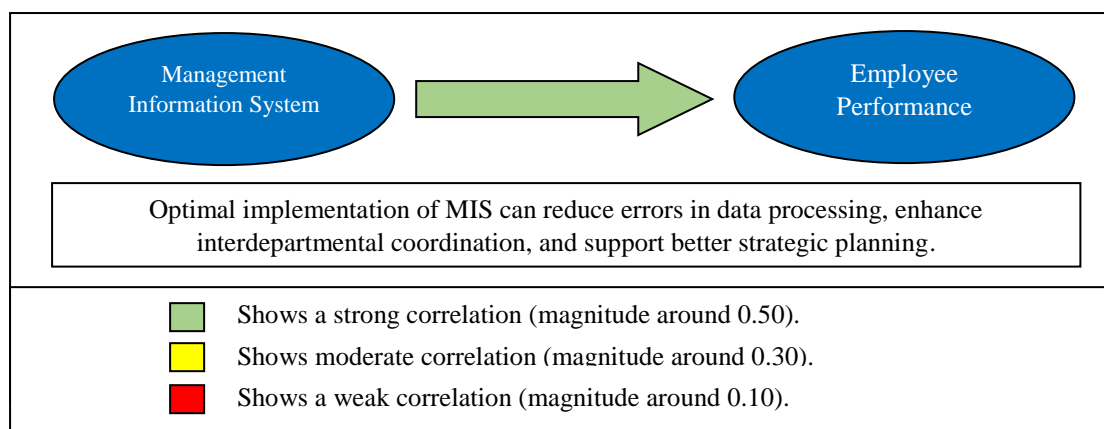 Management
Information System
Employee
Performance
Optimal implementation of MIS can reduce errors in data processing, enhance
interdepartmental coordination, and support better strategic planning.
Shows a strong correlation (magnitude around 0.50).
Shows moderate correlation (magnitude around 0.30).
Shows a weak correlation (magnitude around 0.10).